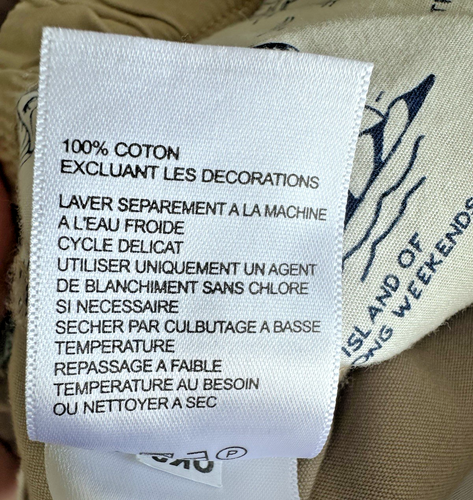 100% COTON
EXCLUANT LES DECORATIONS
LAVER SEPAREMENT A LA MACHINE
A L'EAU FROIDE
CYCLE DELICAT
UTILISER UNIQUEMENT UN AGENT
DE BLANCHIMENT SANS CHLORE
SI NECESSAIRE
SECHER PAR CULBUTAGE A BASSE
TEMPERATURE
REPASSAGE A FAIBLE
TEMPERATURE AU BESOIN
OU NETTOYER A SEC
P
ISLAND OF
ONG WEEKENDS